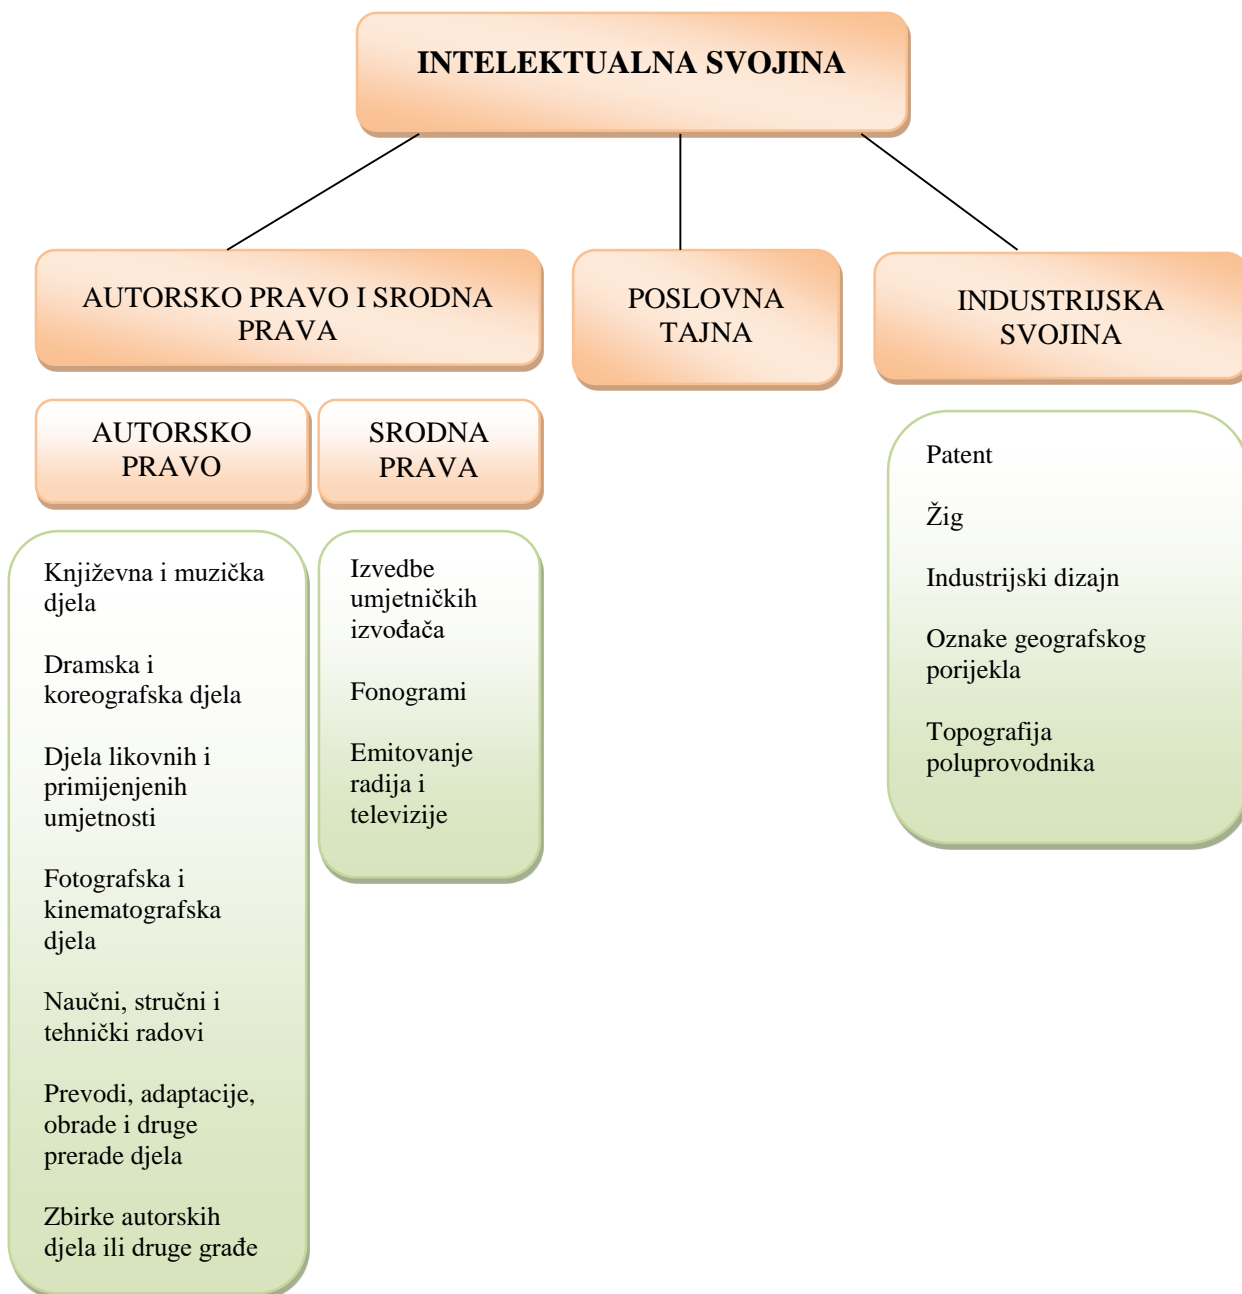 INTELEKTUALNA SVOJINA
AUTORSKO PRAVO I SRODNA
PRAVA
POSLOVNA
TAJNA
INDUSTRIJSKA
SVOJINA
AUTORSKO
PRAVO
SRODNA
PRAVA
Književna i muzička
djela
Dramska i
koreografska djela
Djela likovnih i
primijenjenih
umjetnosti
Fotografska i
kinematografska
djela
Naučni, stručni i
tehnički radovi
Prevodi, adaptacije,
obrade i druge
prerade djela
Zbirke autorskih
djela ili druge građe
Izvedbe
umjetničkih
izvođača
Fonogrami
Emitovanje
radija i
televizije
Patent
Žig
Industrijski dizajn
Oznake geografskog
porijekla
Topografija
poluprovodnika